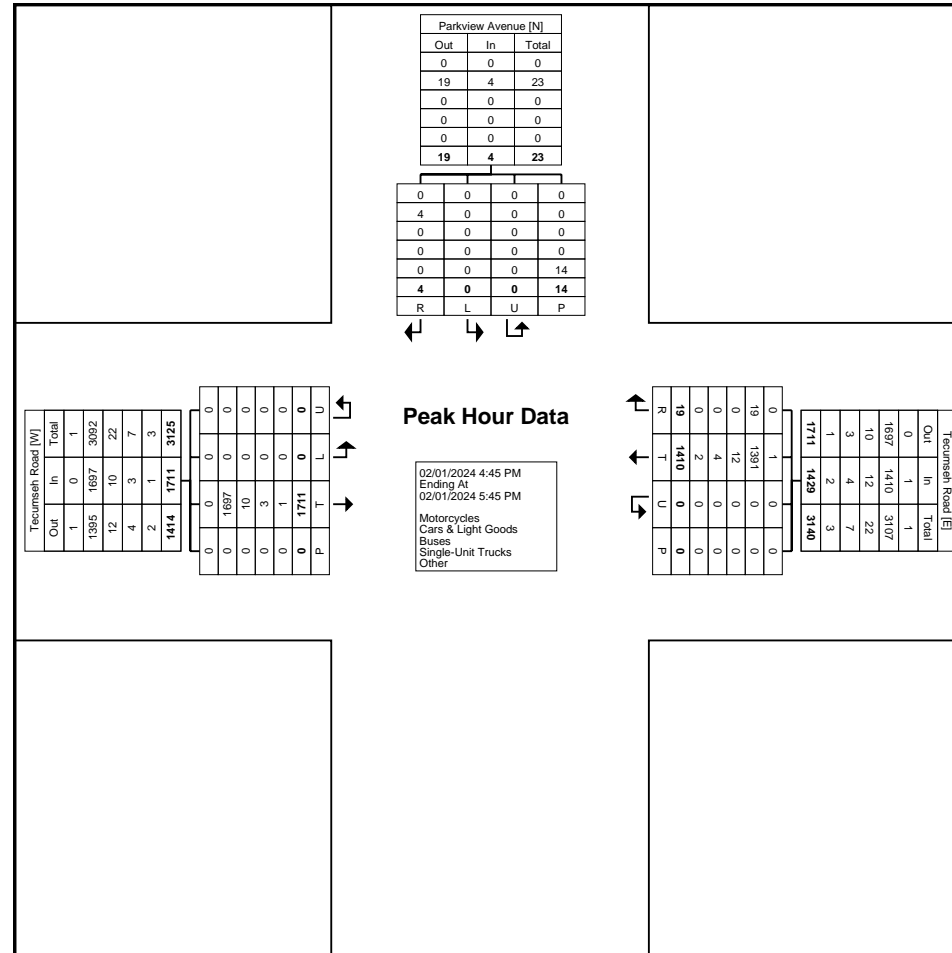 Parkview Avenue [N]
Out In Total
0 0 0
19 4 23
0 0 0
0 0 0
0 0 0
19 4 23
0 0 0 0
4 0 0 0
0 0 0 0
0 0 0 0
0 0 0 14
4 0 0 14
R L U P
Tecumseh Road [W]
Out In Total
1 0 1
1395 1697 3092
12 10 22
4 3 7
2 1 3
1414 1711 3125
0 0 0 0
0 1697 0 0
0 10 0 0
0 3 0 0
0 1 0 0
0 1711 0 0
P T L U
Peak Hour Data
02/01/2024 4:45 PM
Ending At
02/01/2024 5:45 PM
Motorcycles
Cars & Light Goods
Buses
Single-Unit Trucks
Other
Tecumseh Road [E]
Out In Total
0 1 1
1697 1410 3107
10 12 22
3 4 7
1 2 3
1711 1429 3140
0 1 0 0
19 1391 0 0
0 12 0 0
0 4 0 0
0 2 0 0
19 1410 0 0
R T U P